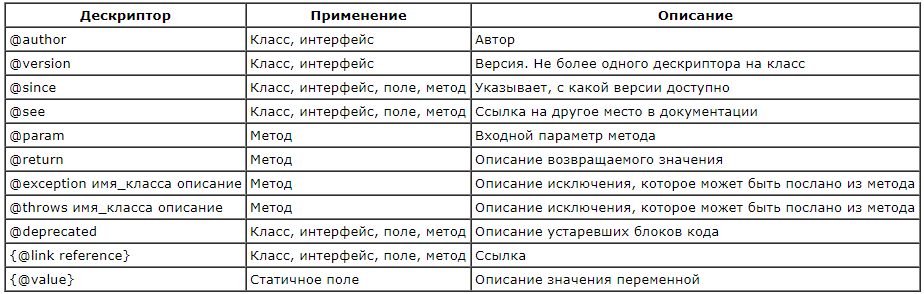 Дескриптор Применение Описание
@author Класс, интерфейс Автор
@version Класс, интерфейс Версия. Не более одного дескриптора на класс
@since Класс, интерфейс, поле, метод Указывает, с какой версии доступно
@see Класс, интерфейс, поле, метод Ссылка на другое место в документации
@param Метод Входной параметр метода
@return Метод Описание возвращаемого значения
@exception имя_класса описание Метод Описание исключения, которое может быть послано из метода
@throws имя_класса описание Метод Описание исключения, которое может быть послано из метода
@deprecated Класс, интерфейс, поле, метод Описание устаревших блоков кода
{@link reference} Класс, интерфейс, поле, метод Ссылка
{@value} Статичное поле Описание значения переменной